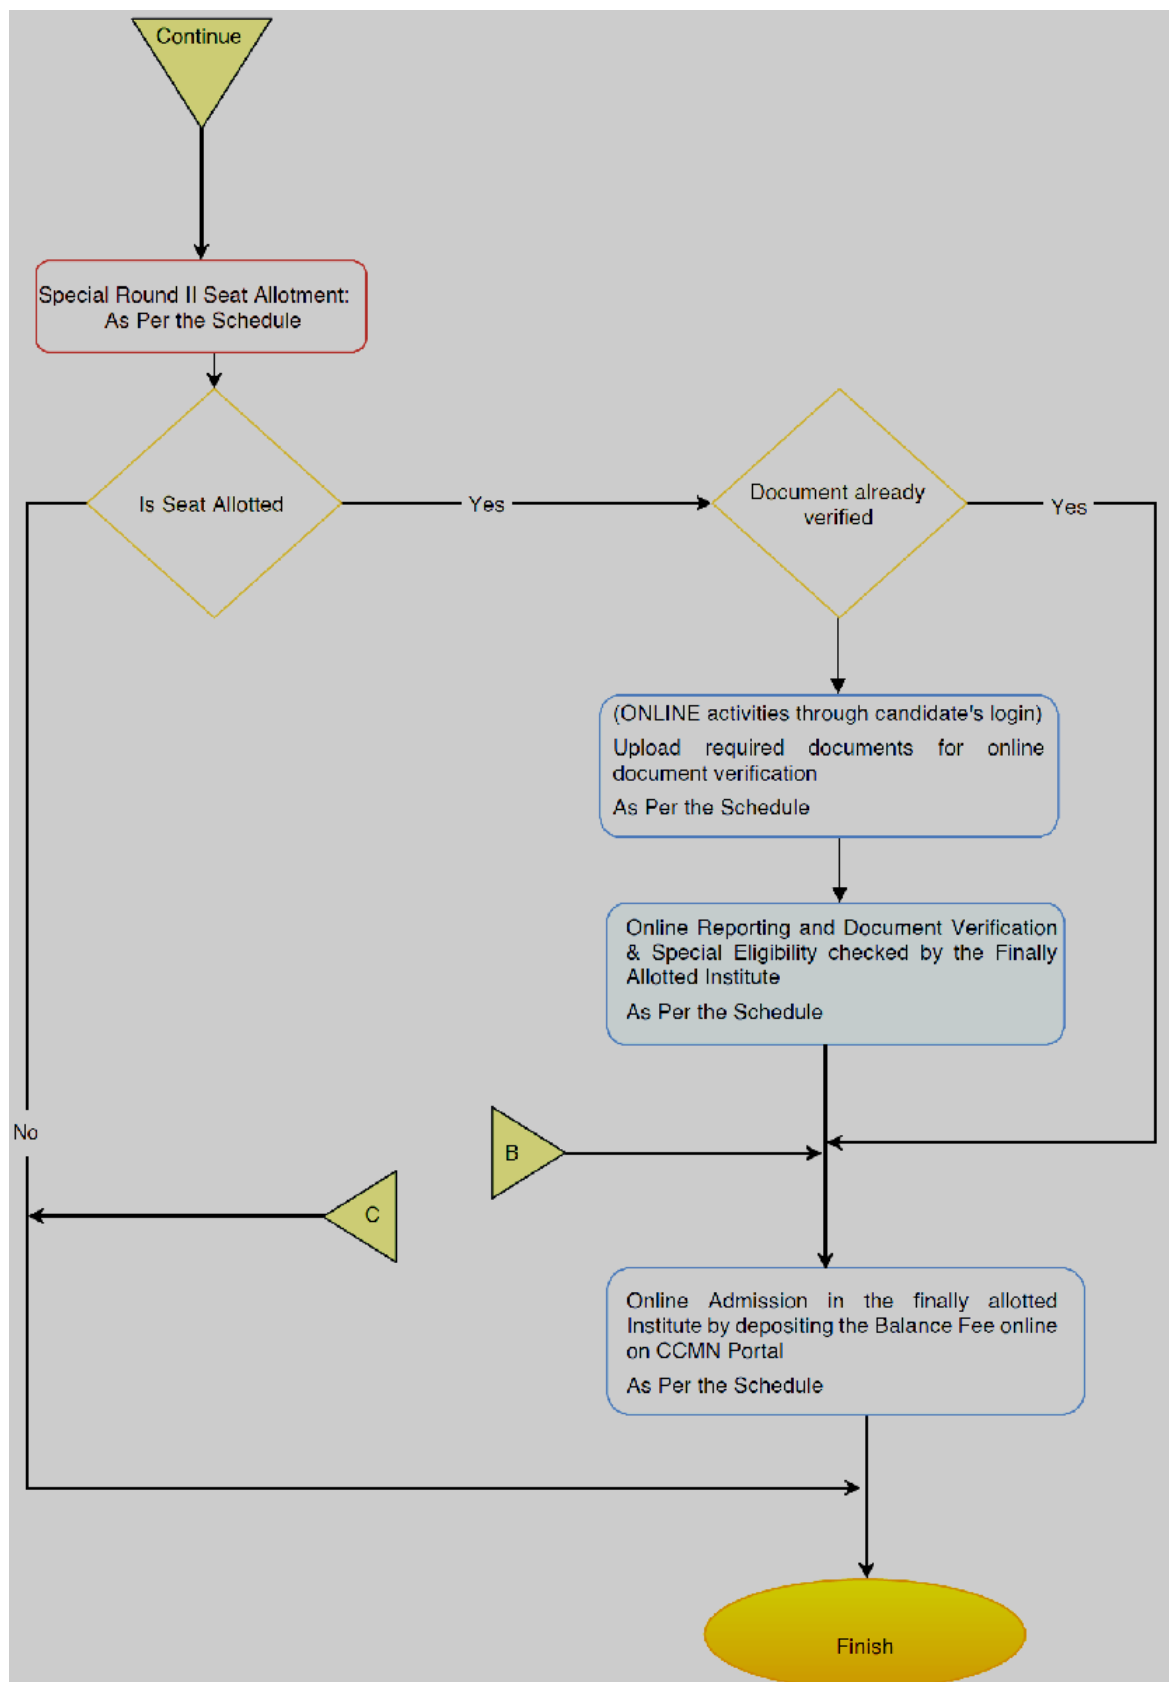 Continue
Special Round II Seat Allotment:
As Per the Schedule
Is Seat Allotted
Yes
Document already
verified
Yes
(ONLINE activities through candidate's login)
Upload required documents for online
document verification
As Per the Schedule
Online Reporting and Document Verification
& Special Eligibility checked by the Finally
Allotted Institute
As Per the Schedule
No
B
C
Online Admission in the finally allotted
Institute by depositing the Balance Fee online
on CCMN Portal
As Per the Schedule
Finish